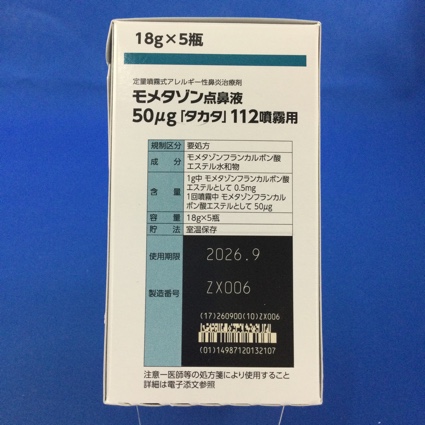 18g×5瓶
定量噴霧式アレルギー性鼻炎治療剤
モメタゾン点鼻液
50μg「タカタ」112噴霧用
規制区分 要処方
成分 モメタゾンフランカルボン酸
エステル水和物
含量 1g中 モメタゾンフランカルボン酸
エステルとして 0.5mg
1回噴霧中 モメタゾンフランカル
ボン酸エステルとして 50μg
容量 18g×5瓶
貯法 室温保存
使用期限 2026.9
製造番号 ZX006
(17)260900(10)ZX006
(01)14987120132107
注意－医師等の処方箋により使用すること
詳細は電子添文参照